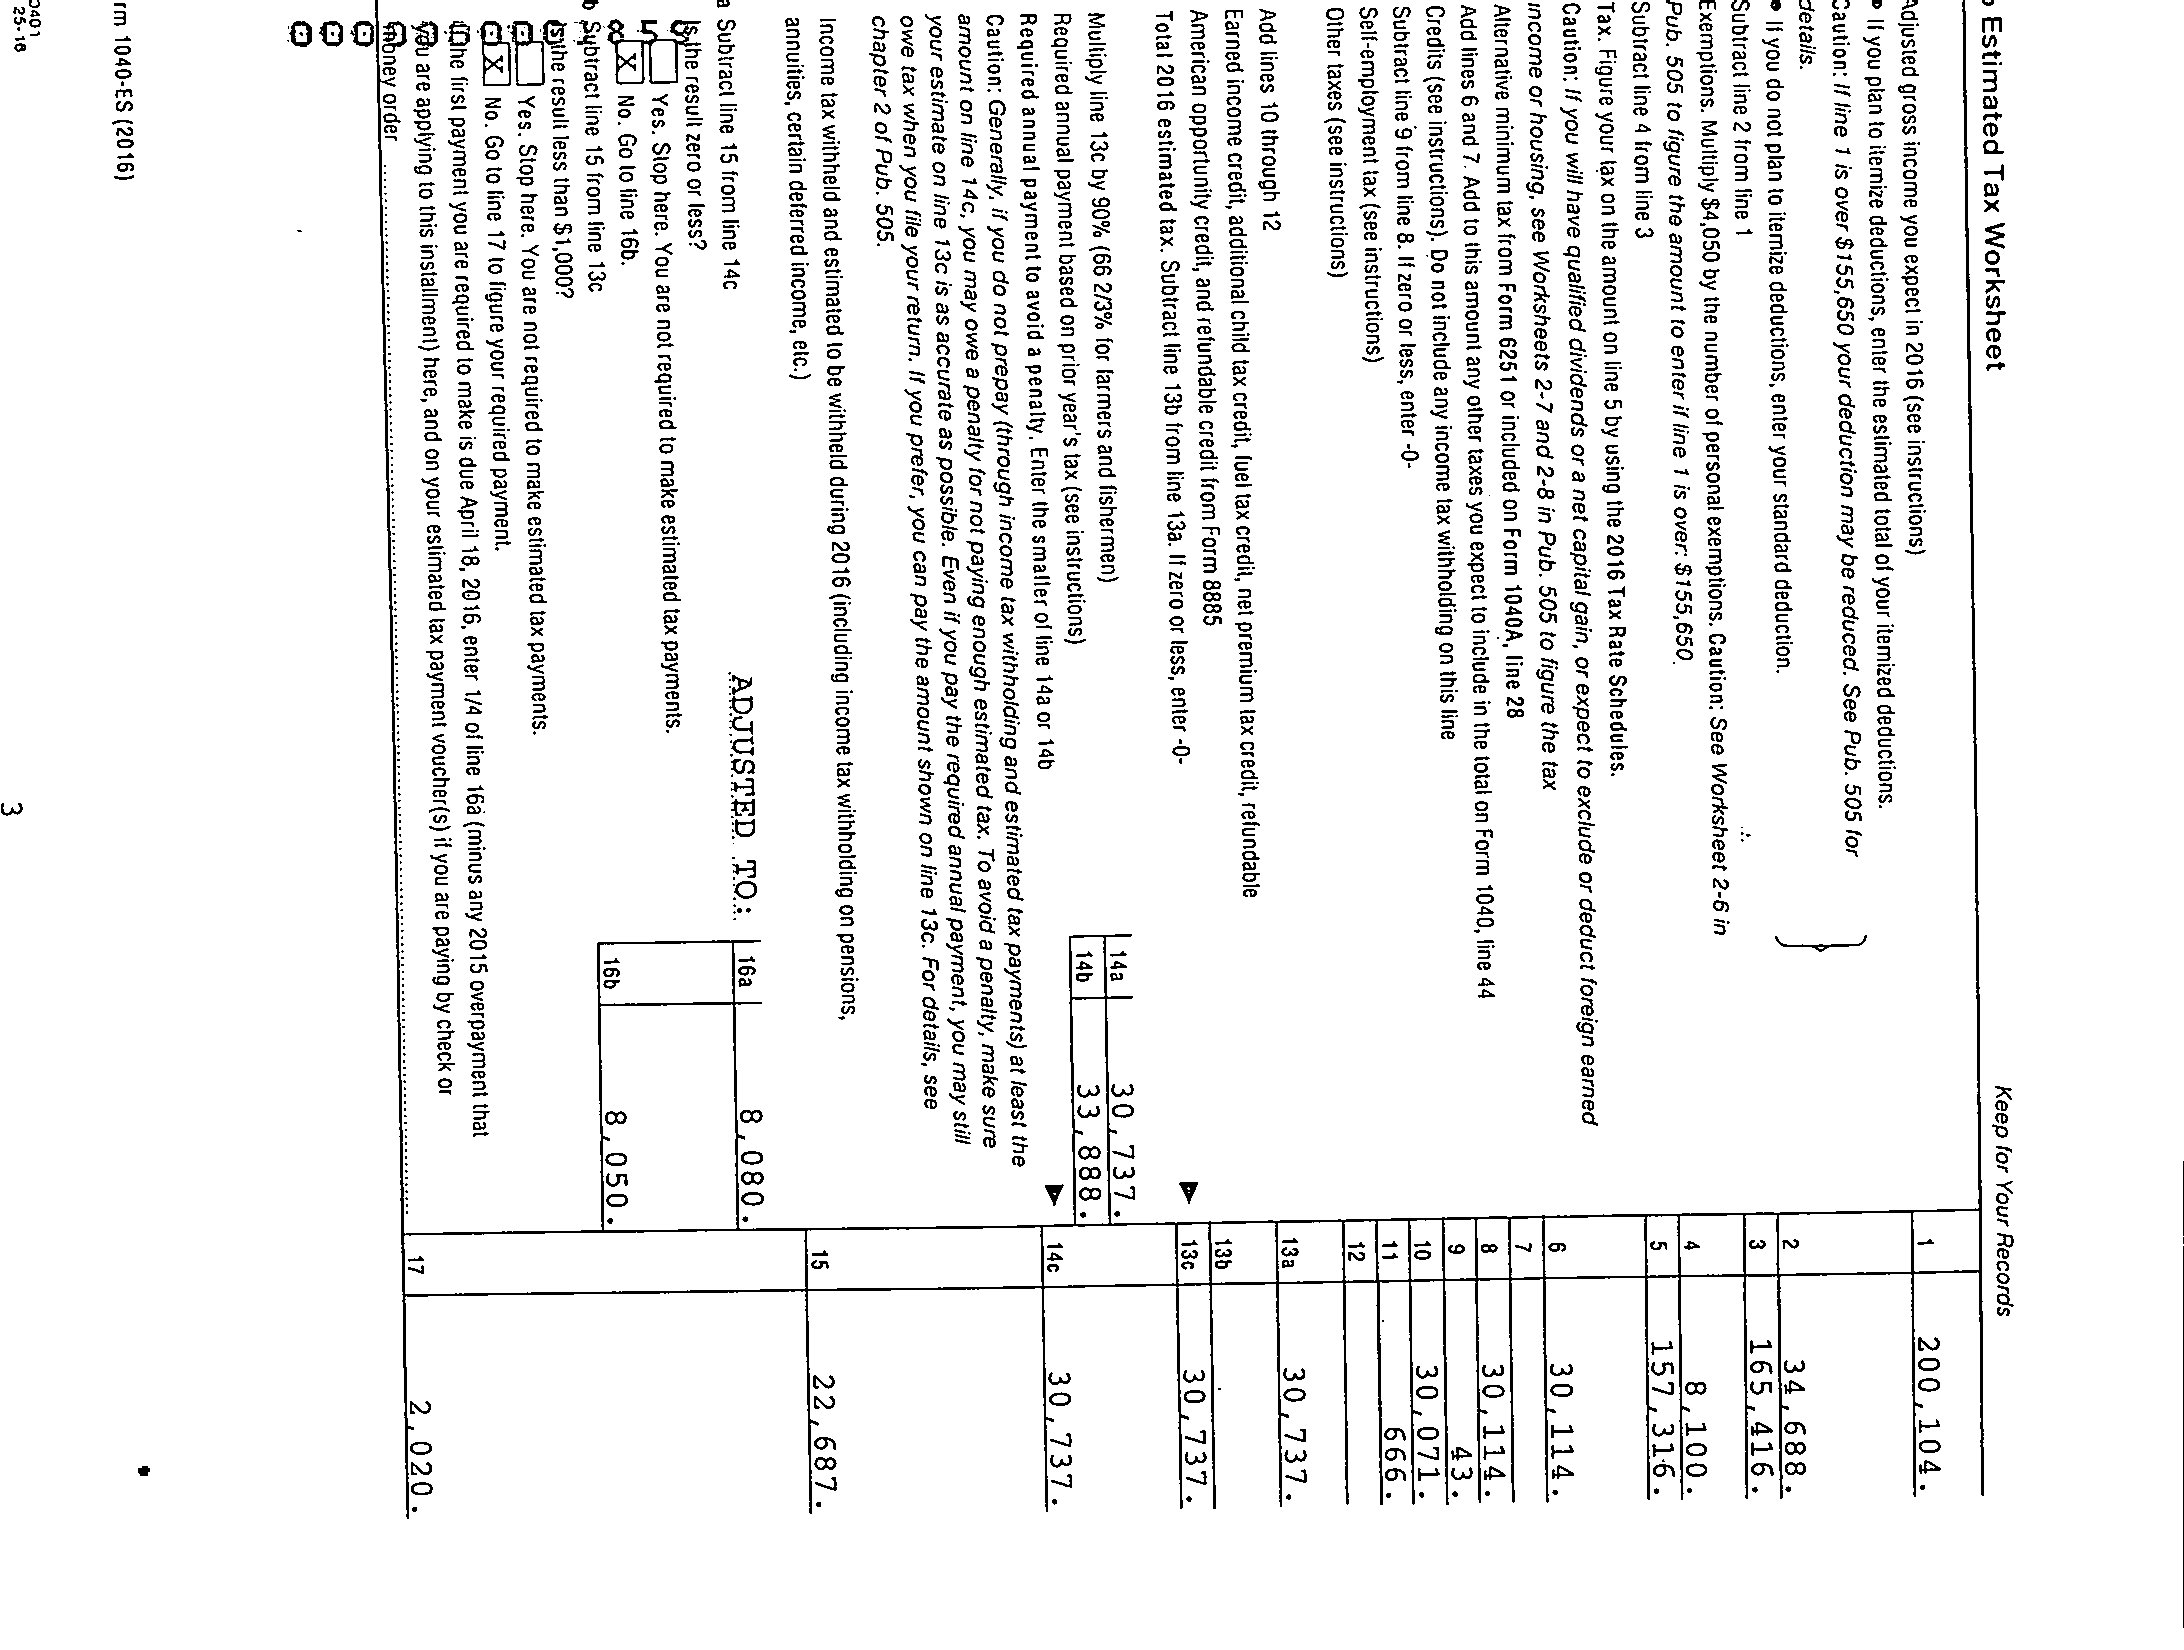 Estimated Tax Worksheet Keep for Your Records
Adjusted gross income you expect in 2016 (see instructions) 1 200,104.
• If you plan to itemize deductions, enter the estimated total of your itemized deductions.
Caution: If line 1 is over $155,650 your deduction may be reduced. See Pub. 505 for
details. 2 34,688.
• If you do not plan to itemize deductions, enter your standard deduction.
Subtract line 2 from line 1 3 165,416.
Exemptions. Multiply $4,050 by the number of personal exemptions. Caution: See Worksheet 2-6 in
Pub. 505 to figure the amount to enter if line 1 is over: $155,650. 4 8,100.
Subtract line 4 from line 3 5 157,316.
Tax. Figure your tax on the amount on line 5 by using the 2016 Tax Rate Schedules.
Caution: If you will have qualified dividends or a net capital gain, or expect to exclude or deduct foreign earned
income or housing, see Worksheets 2-7 and 2-8 in Pub. 505 to figure the tax 6 30,114.
Alternative minimum tax from Form 6251 or included on Form 1040A, line 28 7
Add lines 6 and 7. Add to this amount any other taxes you expect to include in the total on Form 1040, line 44 8 30,114.
Credits (see instructions). Do not include any income tax withholding on this line 9 43.
Subtract line 9 from line 8. If zero or less, enter -0- 10 30,071.
Self-employment tax (see instructions) 11 666.
Other taxes (see instructions) 12
Add lines 10 through 12 13a 30,737.
Earned income credit, additional child tax credit, fuel tax credit, net premium tax credit, refundable
American opportunity credit, and refundable credit from Form 8885 13b
Total 2016 estimated tax. Subtract line 13b from line 13a. If zero or less, enter -0- 13c 30,737.
Multiply line 13c by 90% (66 2/3% for farmers and fishermen) 14a 30,737.
Required annual payment based on prior year's tax (see instructions) 14b 33,888.
Required annual payment to avoid a penalty. Enter the smaller of line 14a or 14b 14c 30,737.
Caution: Generally, if you do not prepay (through income tax withholding and estimated tax payments) at least the
amount on line 14c, you may owe a penalty for not paying enough estimated tax. To avoid a penalty, make sure
your estimate on line 13c is as accurate as possible. Even if you pay the required annual payment, you may still
owe tax when you file your return. If you prefer, you can pay the amount shown on line 13c. For details, see
chapter 2 of Pub. 505.
Income tax withheld and estimated to be withheld during 2016 (including income tax withholding on pensions,
annuities, certain deferred income, etc.) 15 22,687.
ADJUSTED TO:
a Subtract line 15 from line 14c 16a 8,080.
Is the result zero or less?
Yes. Stop here. You are not required to make estimated tax payments.
X No. Go to line 16b.
b Subtract line 15 from line 13c 16b 8,050.
Is the result less than $1,000?
Yes. Stop here. You are not required to make estimated tax payments.
X No. Go to line 17 to figure your required payment.
If the first payment you are required to make is due April 18, 2016, enter 1/4 of line 16a (minus any 2015 overpayment that
you are applying to this installment) here, and on your estimated tax payment voucher(s) if you are paying by check or
money order 17 2,020.
rm 1040-ES (2016)
0401
25-16
3